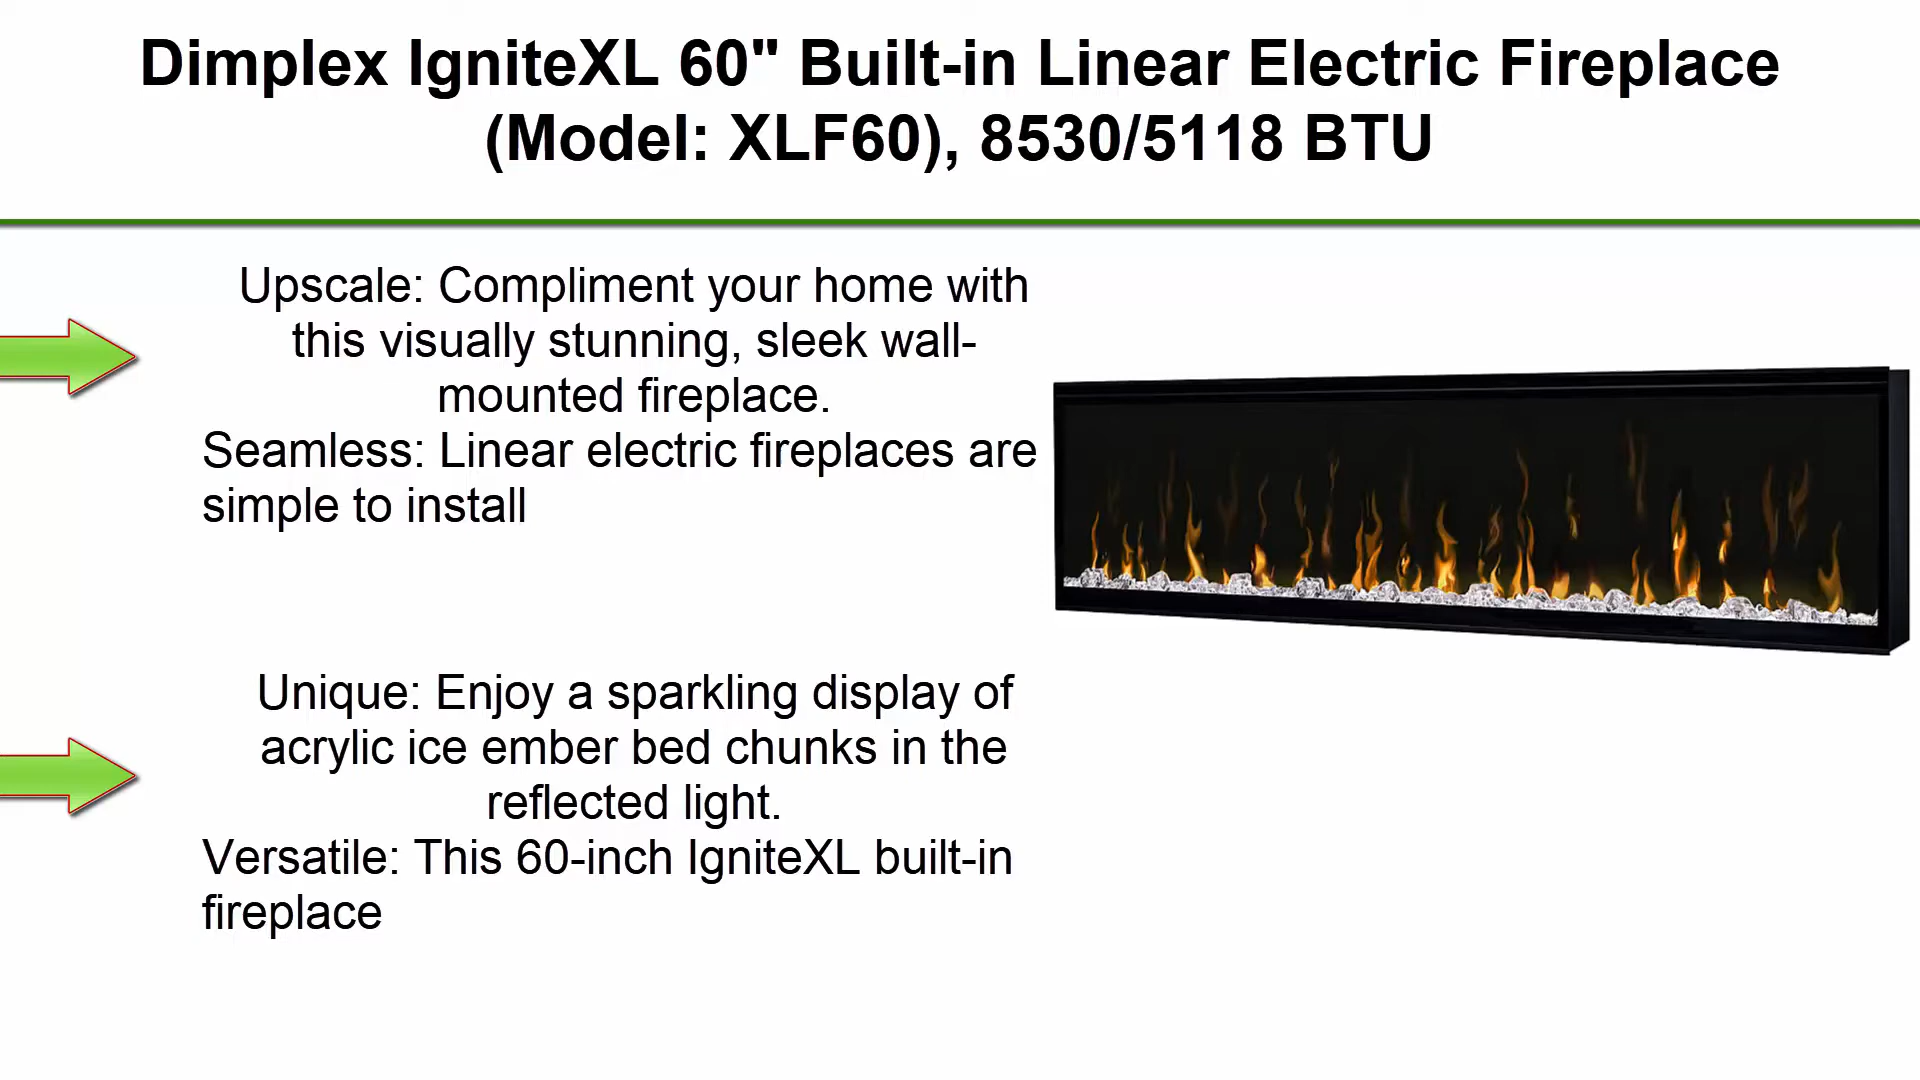 Dimplex IgniteXL 60" Built-in Linear Electric Fireplace
(Model: XLF60), 8530/5118 BTU
Upscale: Compliment your home with
this visually stunning, sleek wall-
mounted fireplace.
Seamless: Linear electric fireplaces are
simple to install
Unique: Enjoy a sparkling display of
acrylic ice ember bed chunks in the
reflected light.
Versatile: This 60-inch IgniteXL built-in
fireplace